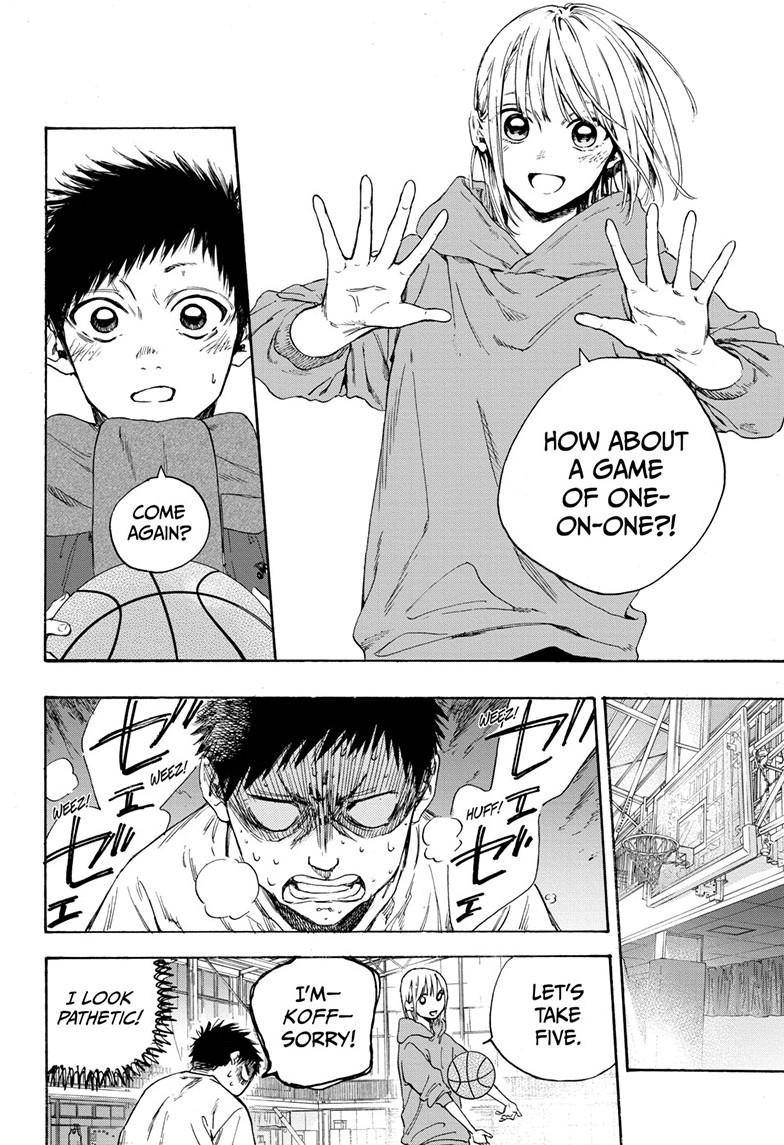 HOW ABOUT
A GAME
OF ONE-
ON-ONE?!
COME
AGAIN?
WEEZ!
ゼェ
HUFF!
ゼェ
WEEZ!
WEEZ!
ゼェ
ゼェ
LET'S
TAKE
FIVE.
I'M—
KOFF—
SORRY!
I LOOK
PATHETIC!